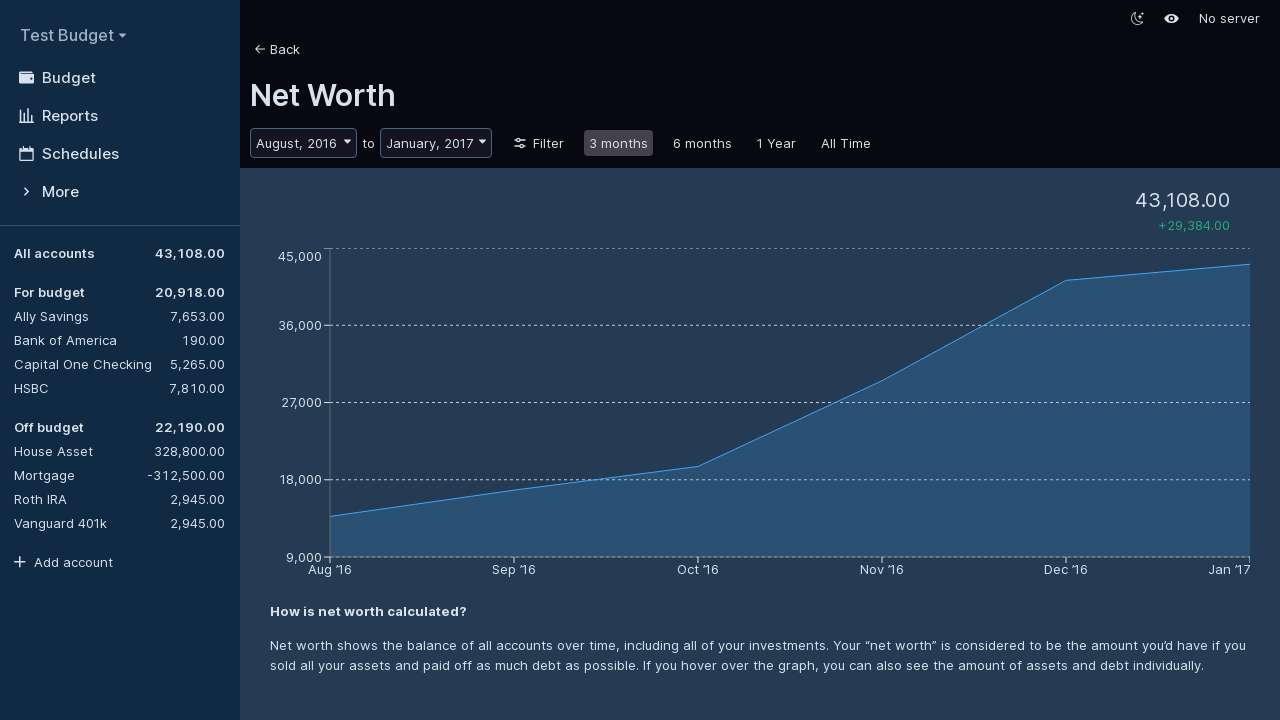 Test Budget
Budget
Reports
Schedules
More
All accounts 43,108.00
For budget 20,918.00
Ally Savings 7,653.00
Bank of America 190.00
Capital One Checking 5,265.00
HSBC 7,810.00
Off budget 22,190.00
House Asset 328,800.00
Mortgage -312,500.00
Roth IRA 2,945.00
Vanguard 401k 2,945.00
Add account
No server
Back
Net Worth
August, 2016 to January, 2017 Filter 3 months 6 months 1 Year All Time
43,108.00
+29,384.00
45,000
36,000
27,000
18,000
9,000
Aug ’16 Sep ’16 Oct ’16 Nov ’16 Dec ’16 Jan ’17
How is net worth calculated?
Net worth shows the balance of all accounts over time, including all of your investments. Your “net worth” is considered to be the amount you’d have if you
sold all your assets and paid off as much debt as possible. If you hover over the graph, you can also see the amount of assets and debt individually.